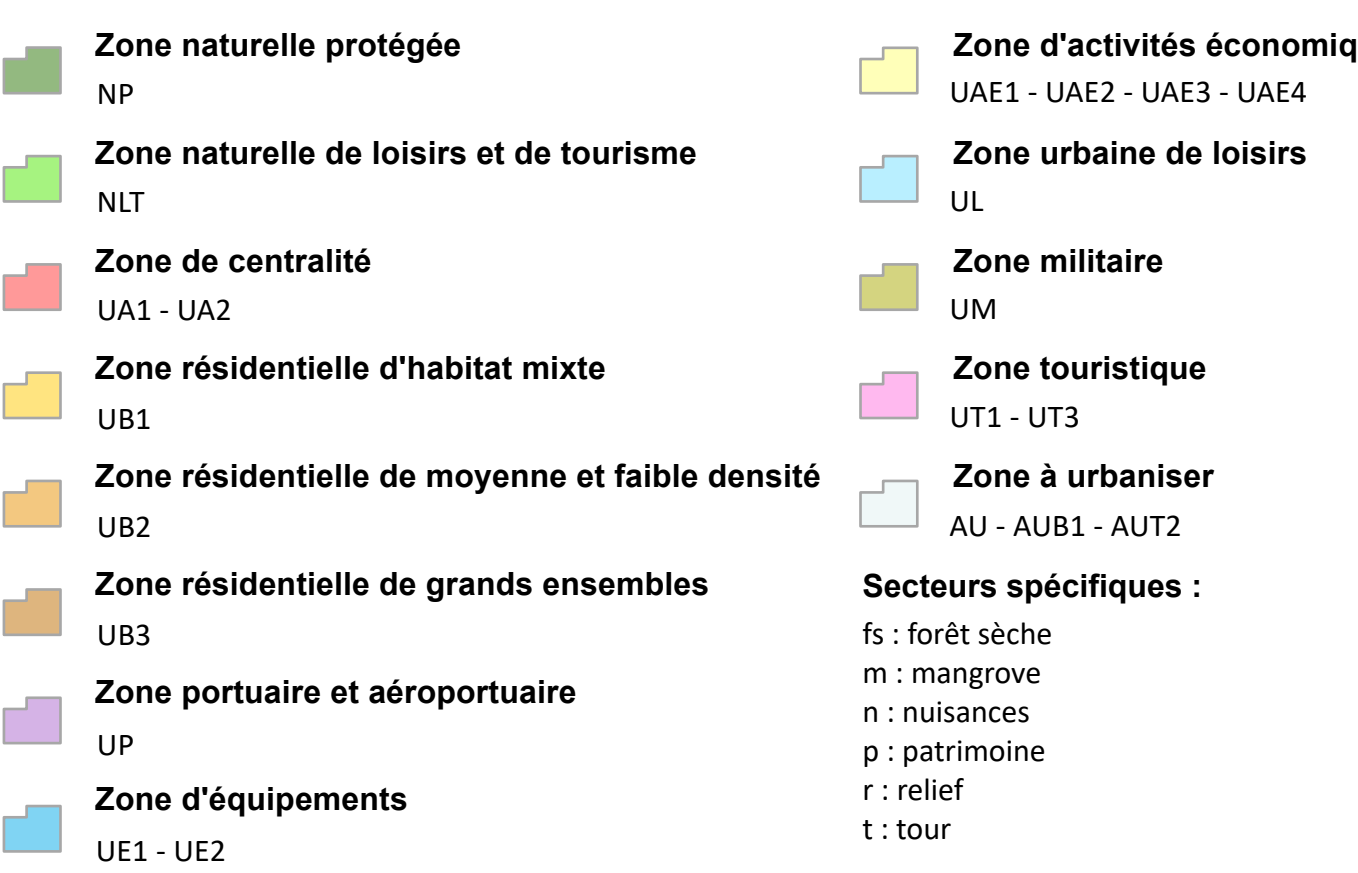 Zone naturelle protégée
NP
Zone naturelle de loisirs et de tourisme
NLT
Zone de centralité
UA1 - UA2
Zone résidentielle d'habitat mixte
UB1
Zone résidentielle de moyenne et faible densité
UB2
Zone résidentielle de grands ensembles
UB3
Zone portuaire et aéroportuaire
UP
Zone d'équipements
UE1 - UE2
Zone d'activités économiq
UAE1 - UAE2 - UAE3 - UAE4
Zone urbaine de loisirs
UL
Zone militaire
UM
Zone touristique
UT1 - UT3
Zone à urbaniser
AU - AUB1 - AUT2
Secteurs spécifiques :
fs : forêt sèche
m : mangrove
n : nuisances
p : patrimoine
r : relief
t : tour